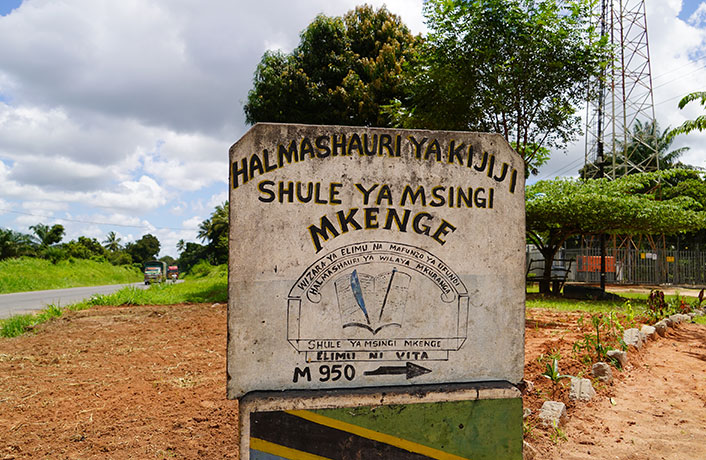 HALMASHAURI YA KIJIJI
SHULE YA MSINGI
MKENGE
WIZARA YA ELIMU NA MAFUNZO YA UFUNDI
HALMASHAURI YA WILAYA MKURANGA
SHULE YA MSINGI MKENGE
ELIMU NI VITA
M 950